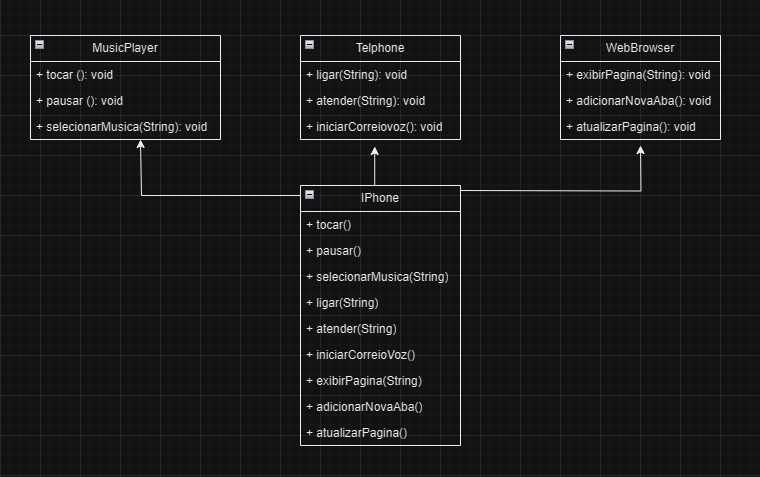 MusicPlayer
+ tocar (): void
+ pausar (): void
+ selecionarMusica(String): void
Telphone
+ ligar(String): void
+ atender(String): void
+ iniciarCorreiovoz(): void
WebBrowser
+ exibirPagina(String): void
+ adicionarNovaAba(): void
+ atualizarPagina(): void
IPhone
+ tocar()
+ pausar()
+ selecionarMusica(String)
+ ligar(String)
+ atender(String)
+ iniciarCorreioVoz()
+ exibirPagina(String)
+ adicionarNovaAba()
+ atualizarPagina()